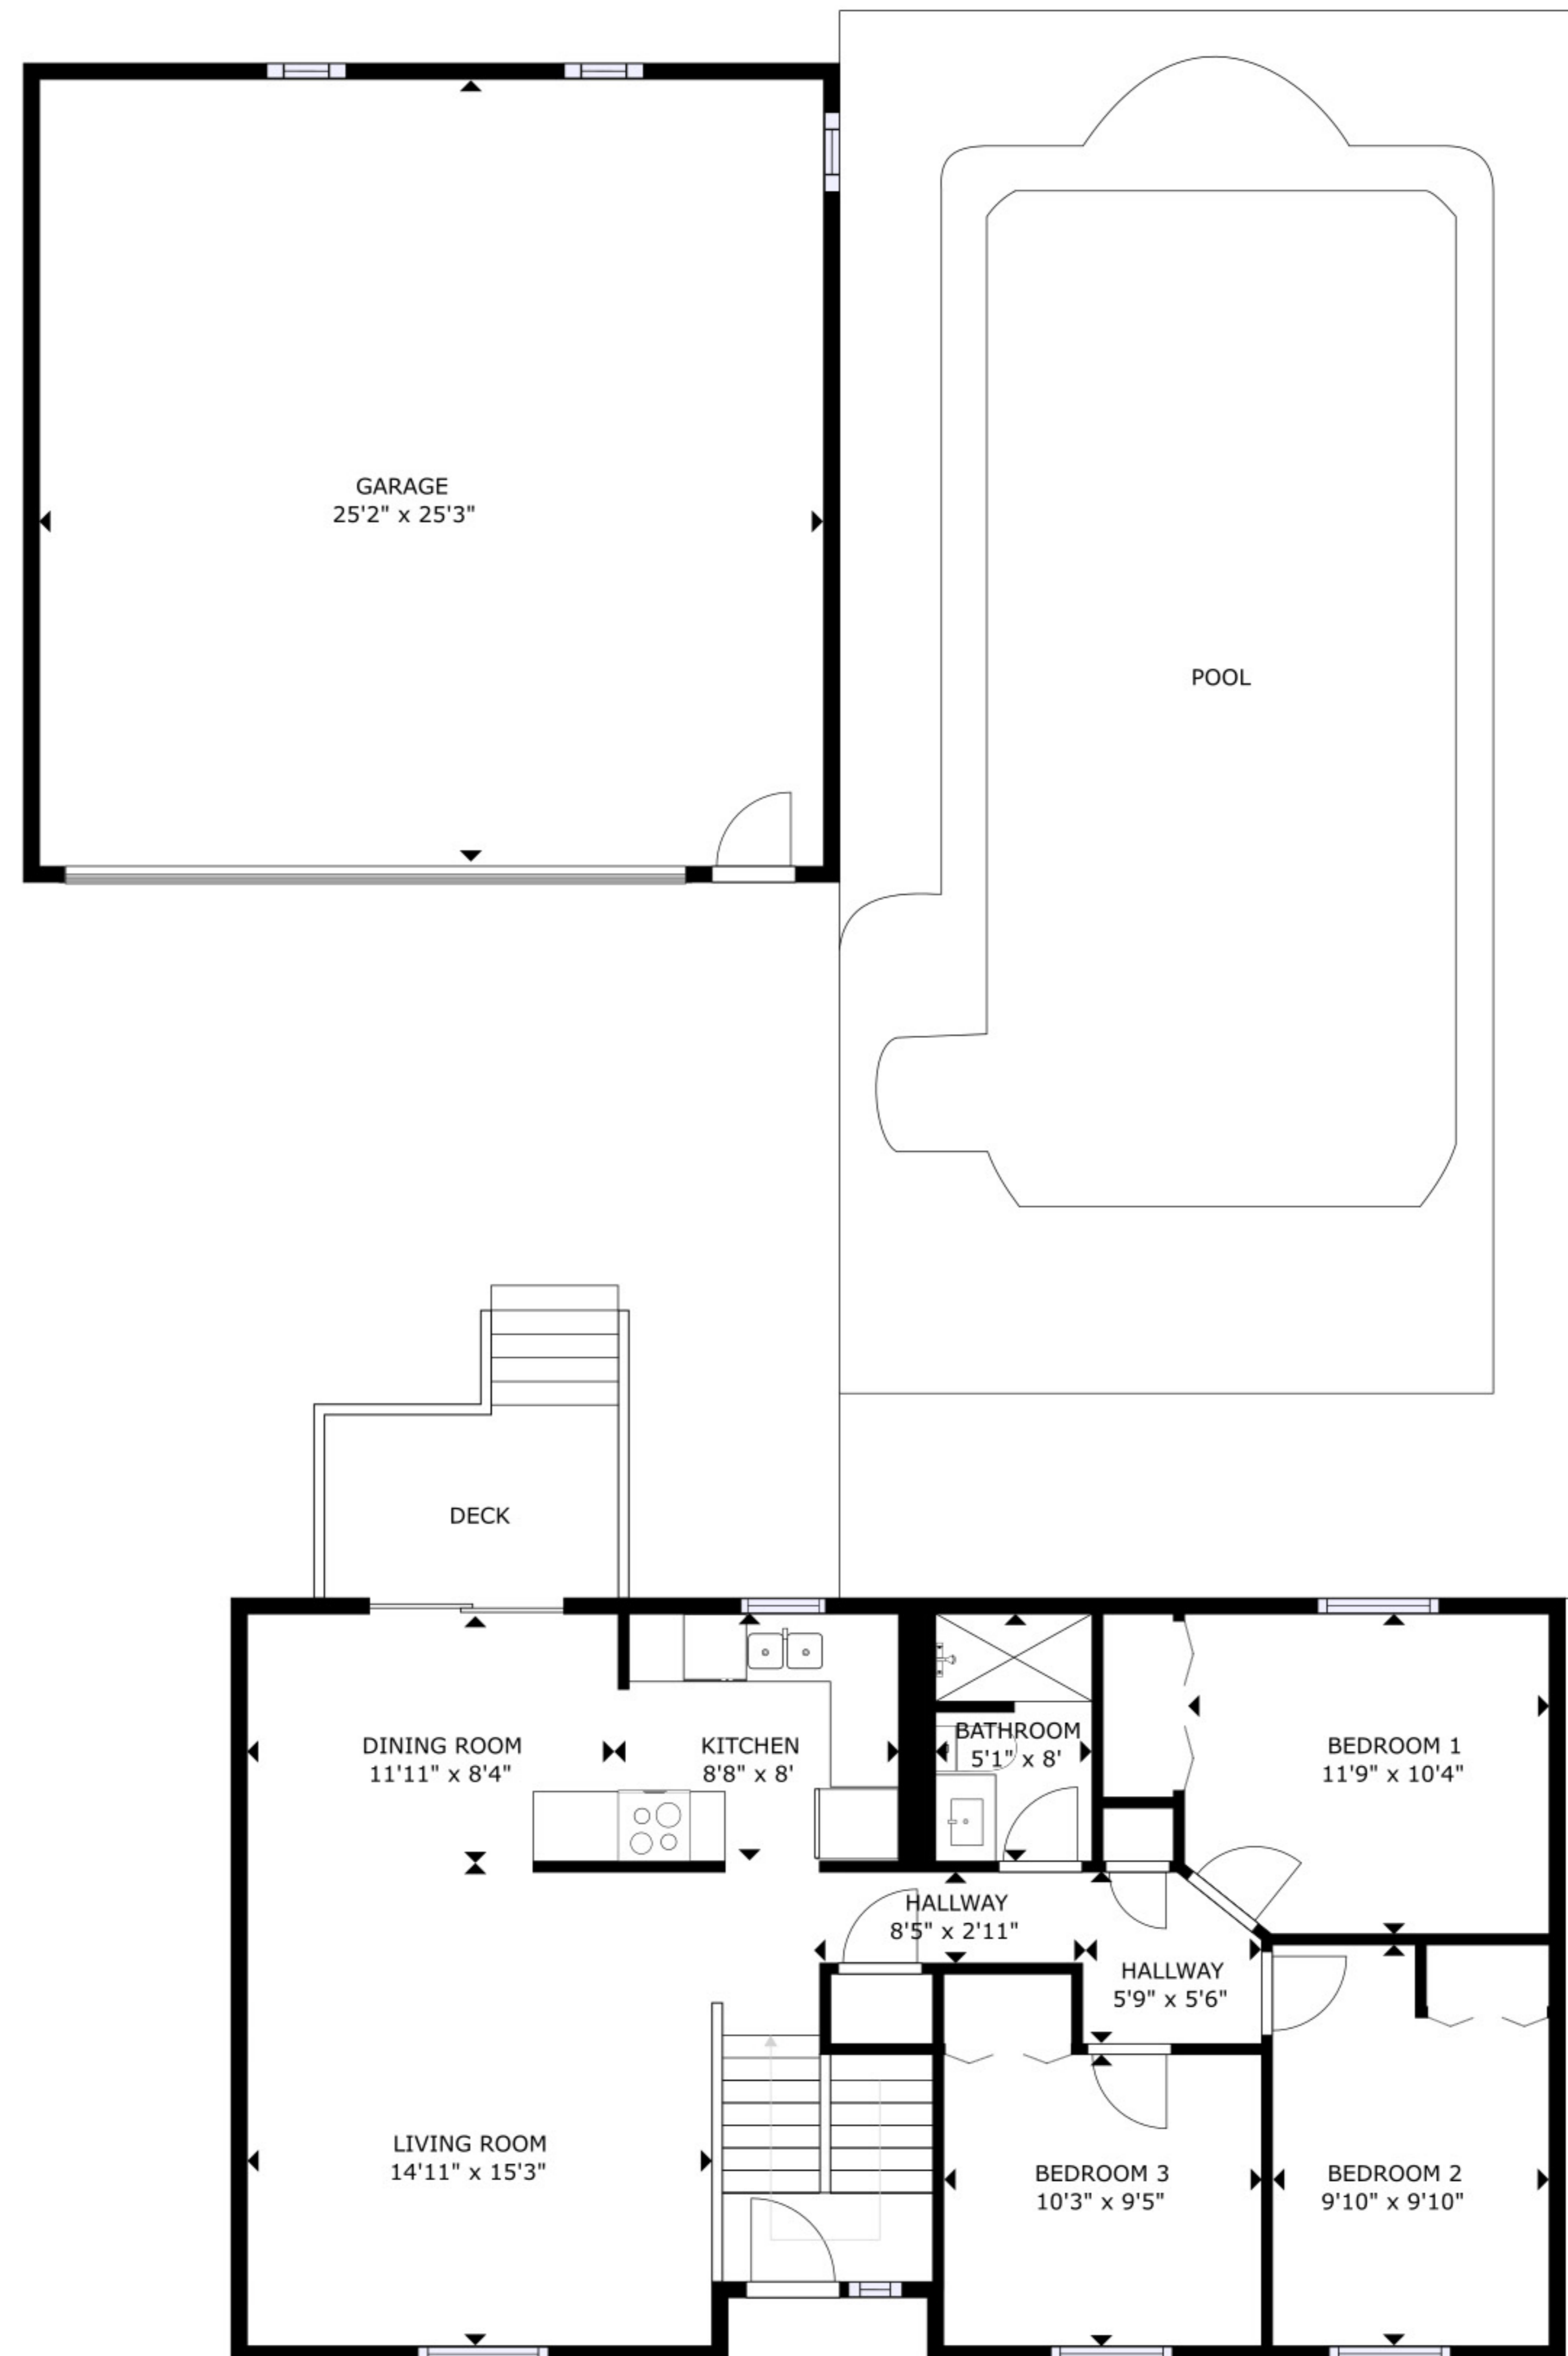 GARAGE
25'2" x 25'3"
POOL
DECK
DINING ROOM
11'11" x 8'4"
KITCHEN
8'8" x 8'
BATHROOM
5'1" x 8'
BEDROOM 1
11'9" x 10'4"
HALLWAY
8'5" x 2'11"
HALLWAY
5'9" x 5'6"
LIVING ROOM
14'11" x 15'3"
BEDROOM 3
10'3" x 9'5"
BEDROOM 2
9'10" x 9'10"